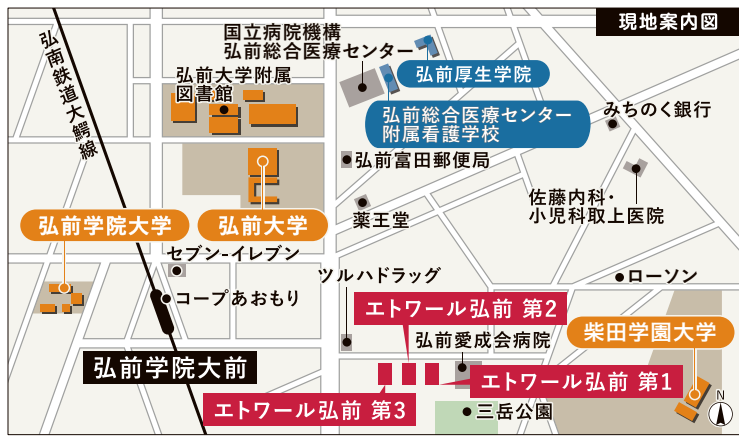 現地案内図
弘南鉄道大鰐線
国立病院機構
弘前総合医療センター
弘前厚生学院
弘前大学附属
図書館
弘前総合医療センター
附属看護学校
みちのく銀行
弘前富田郵便局
佐藤内科・
小児科取上医院
弘前学院大学
弘前大学
薬王堂
セブン-イレブン
ツルハドラッグ
ローソン
コープあおもり
エトワール弘前 第2
柴田学園大学
弘前愛成会病院
弘前学院大前
エトワール弘前 第1
エトワール弘前 第3
三岳公園
N